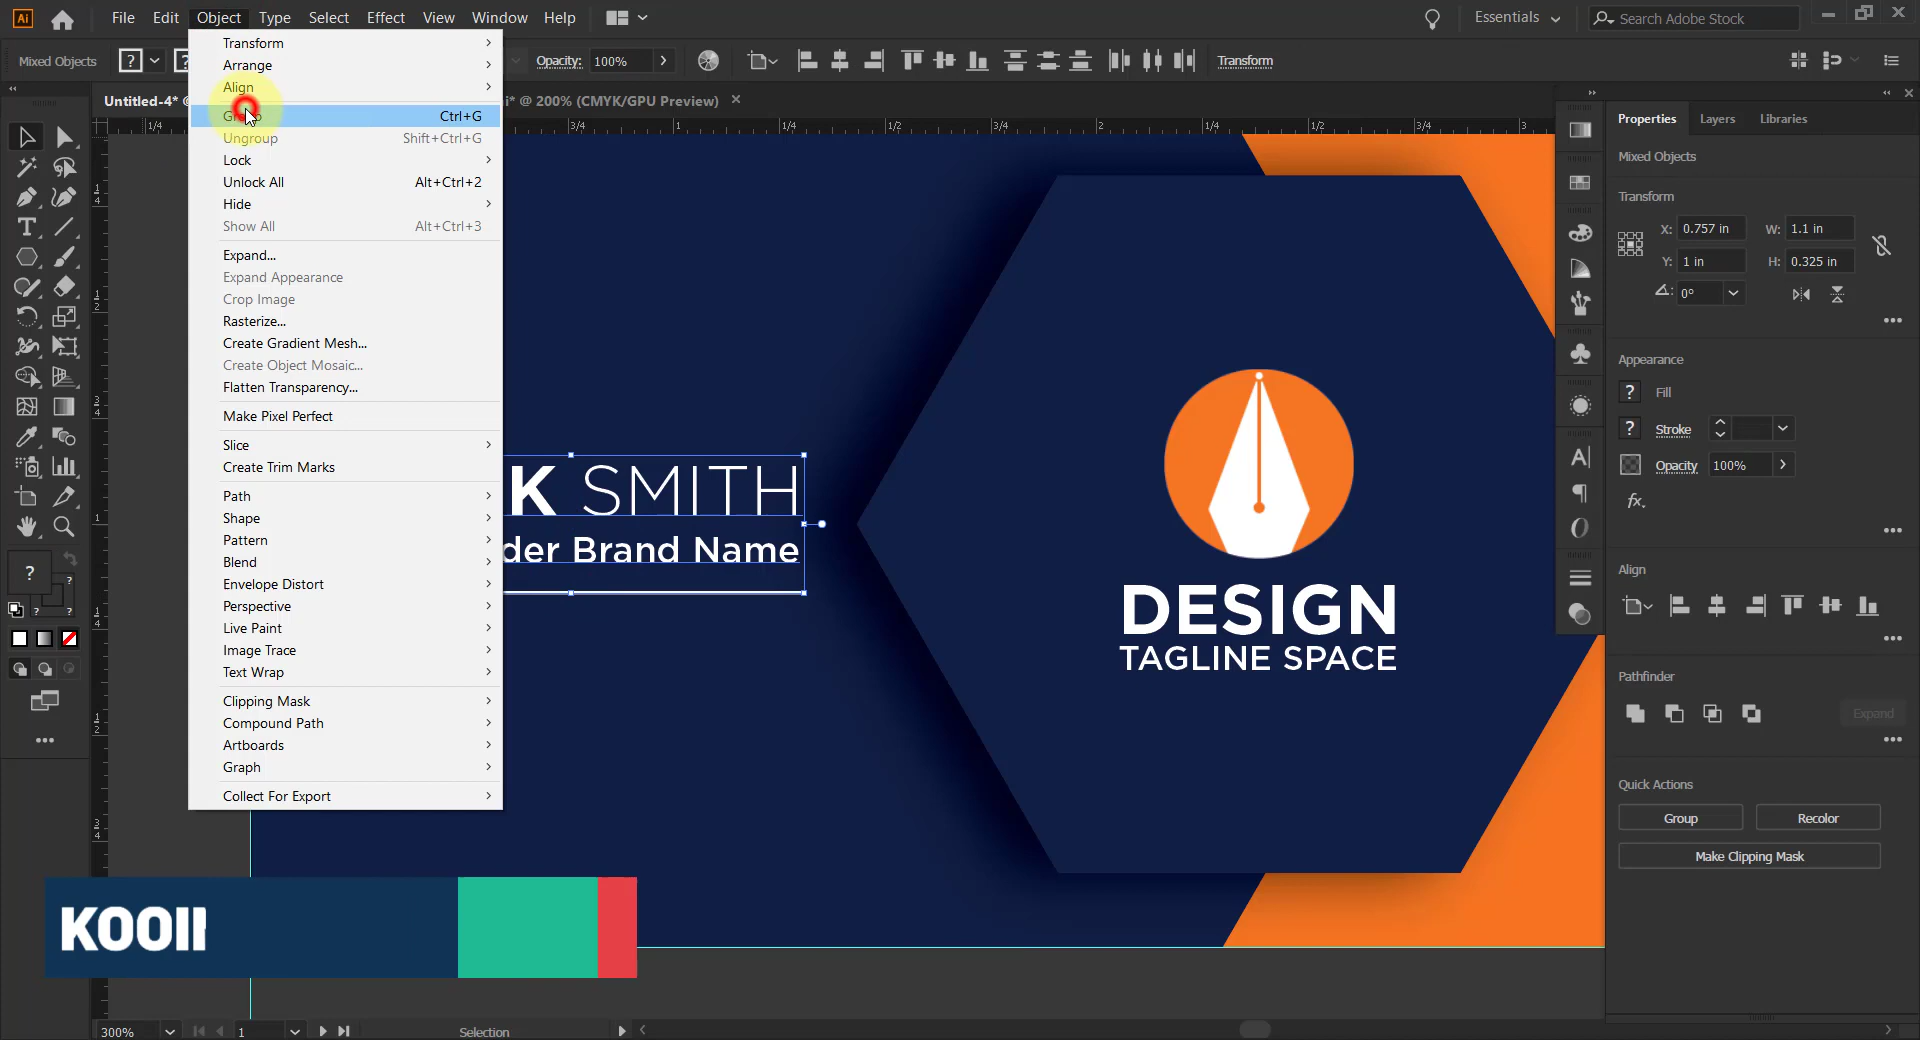 Ai
File Edit Object Type Select Effect View Window Help
Essentials
Search Adobe Stock
Mixed Objects
?
Opacity: 100%
Transform
Untitled-4*
i* @ 200% (CMYK/GPU Preview)
1/4 3/4 1 1/4 1/2 3/4 2 1/4 1/2 3/4 3
Transform
Arrange
Align
Group Ctrl+G
Ungroup Shift+Ctrl+G
Lock
Unlock All Alt+Ctrl+2
Hide
Show All Alt+Ctrl+3
Expand...
Expand Appearance
Crop Image
Rasterize...
Create Gradient Mesh...
Create Object Mosaic...
Flatten Transparency...
Make Pixel Perfect
Slice
Create Trim Marks
Path
Shape
Pattern
Blend
Envelope Distort
Perspective
Live Paint
Image Trace
Text Wrap
Clipping Mask
Compound Path
Artboards
Graph
Collect For Export
K SMITH
der Brand Name
DESIGN
TAGLINE SPACE
Properties Layers Libraries
Mixed Objects
Transform
X: 0.757 in W: 1.1 in
Y: 1 in H: 0.325 in
0°
Appearance
? Fill
? Stroke
Opacity 100%
fx.
Align
Pathfinder
Expand
Quick Actions
Group Recolor
Make Clipping Mask
300% 1 Selection